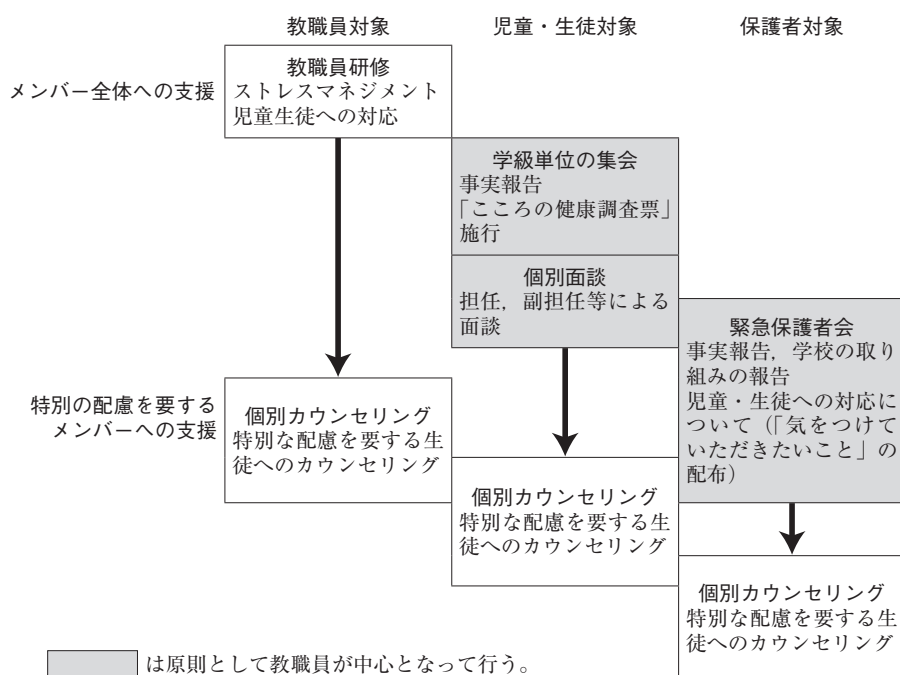 教職員対象
児童・生徒対象
保護者対象
メンバー全体への支援
教職員研修
ストレスマネジメント
児童生徒への対応
学級単位の集会
事実報告
「こころの健康調査票」
施行
個別面談
担任，副担任等による
面談
緊急保護者会
事実報告，学校の取り
組みの報告
児童・生徒への対応に
ついて（「気をつけて
いただきたいこと」の
配布）
特別の配慮を要する
メンバーへの支援
個別カウンセリング
特別な配慮を要する生
徒へのカウンセリング
個別カウンセリング
特別な配慮を要する生
徒へのカウンセリング
個別カウンセリング
特別な配慮を要する生
徒へのカウンセリング
は原則として教職員が中心となって行う。